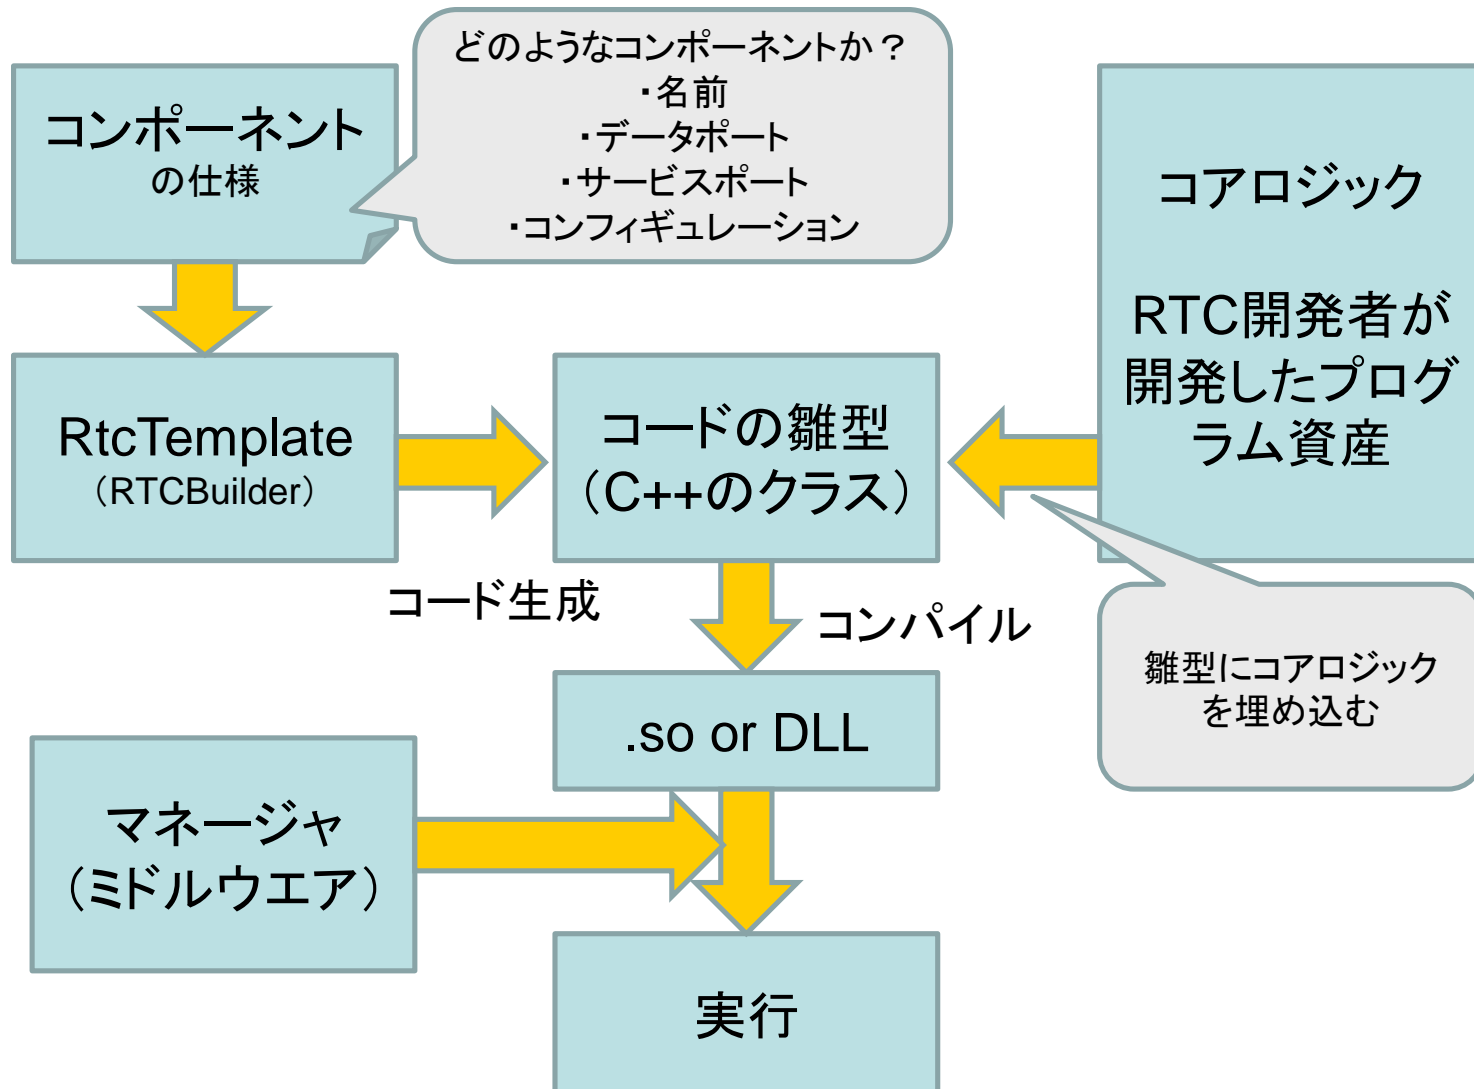 どのようなコンポーネントか？
・名前
・データポート
・サービスポート
・コンフィギュレーション
コンポーネント
の仕様
コアロジック
RTC開発者が
開発したプログ
ラム資産
RtcTemplate
（RTCBuilder）
コードの雛型
（C++のクラス）
コード生成
コンパイル
雛型にコアロジック
を埋め込む
.so or DLL
マネージャ
（ミドルウエア）
実行